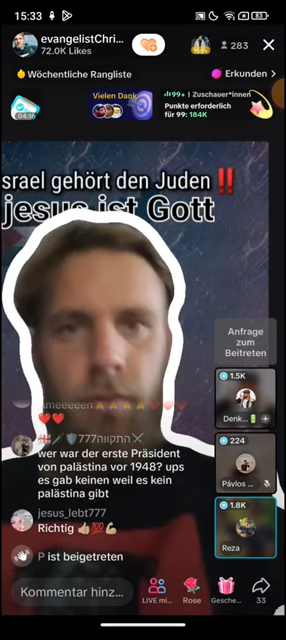 15:33
83
evangelistChri...
72.0K Likes
283
Wöchentliche Rangliste
Erkunden >
04:16
Vielen Dank
99+ | Zuschauer*innen
Punkte erforderlich
für 99: 184K
srael gehört den Juden ‼️
jesus ist Gott
Anfrage
zum
Beitreten
1.5K
Denk...
ameeeeen🙏🙏🙏🙏❤️❤️❤️
❤️❤️
777התקווה⚔️
wer war der erste Präsident
von palästina vor 1948? ups
es gab keinen weil es kein
palästina gibt
224
Pávlos ...
jesus_lebt777
Richtig 👍🏼💯💪🏼
1.8K
Reza
P ist beigetreten
Kommentar hinz...
LIVE mi...
Rose
Gesche...
33